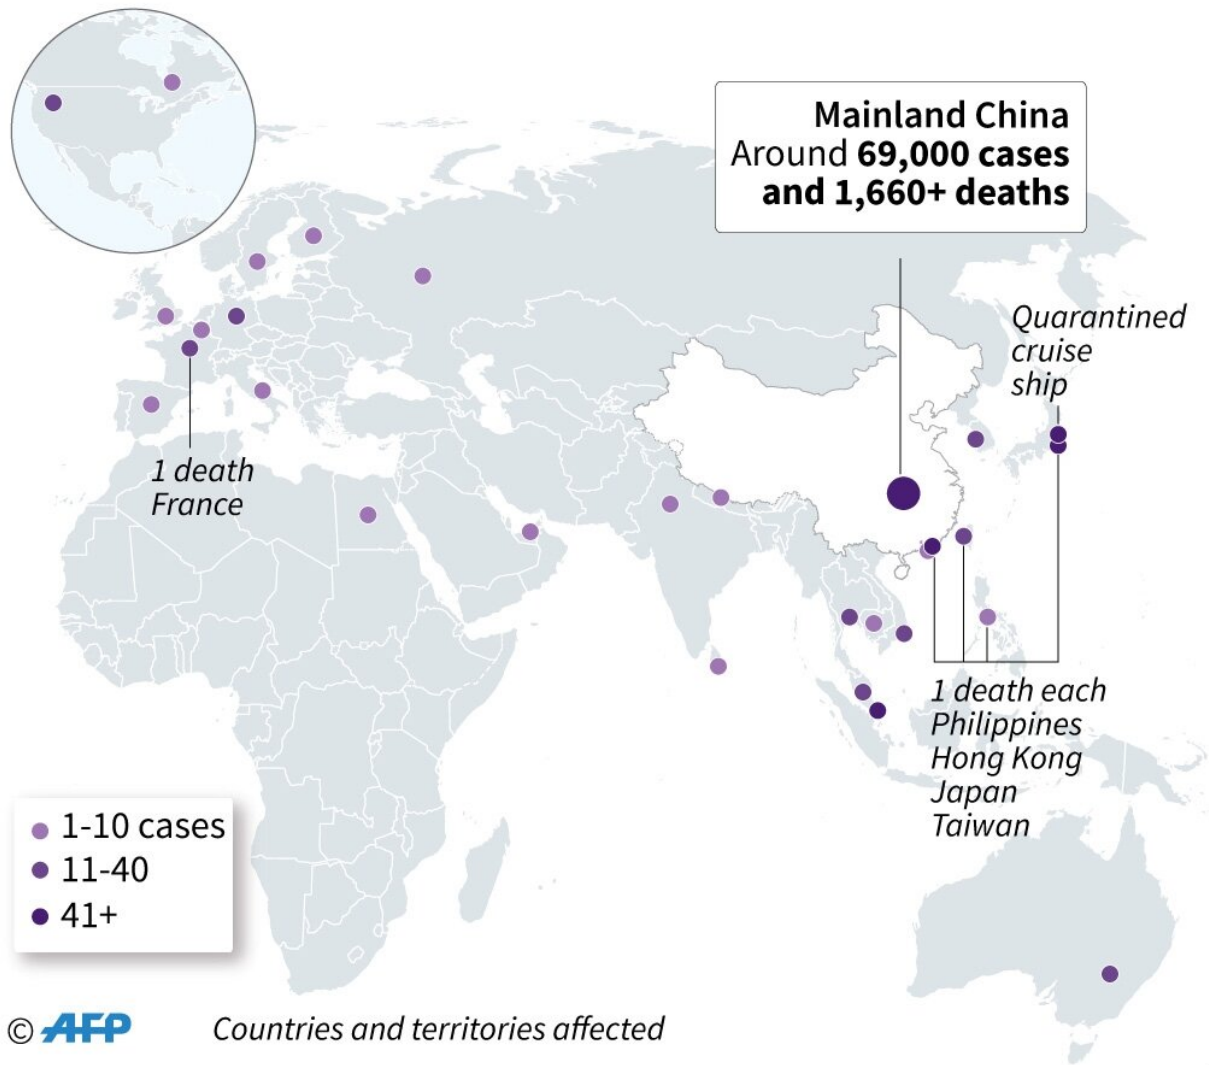 Mainland China
Around 69,000 cases
and 1,660+ deaths
Quarantined
cruise
ship
1 death
France
1 death each
Philippines
Hong Kong
Japan
Taiwan
1-10 cases
11-40
41+
© AFP
Countries and territories affected